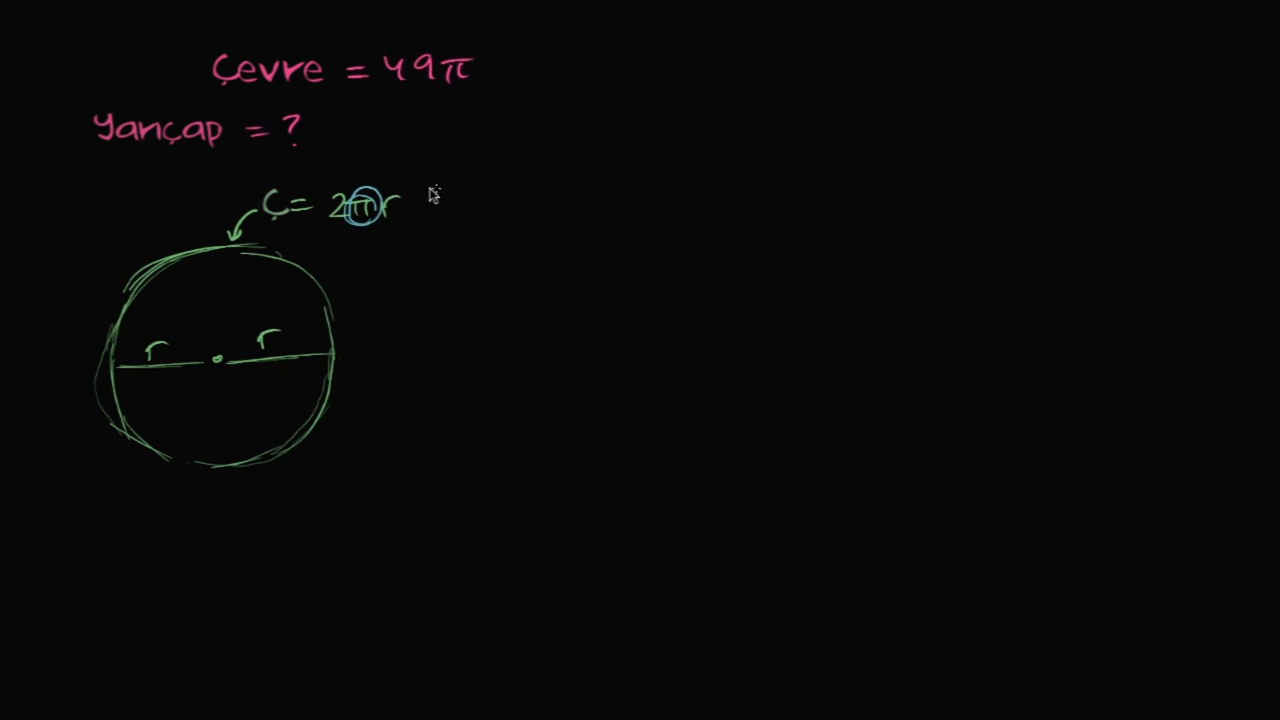 Çevre = 49π
Yarıçap = ?
Ç = 2πr
r r